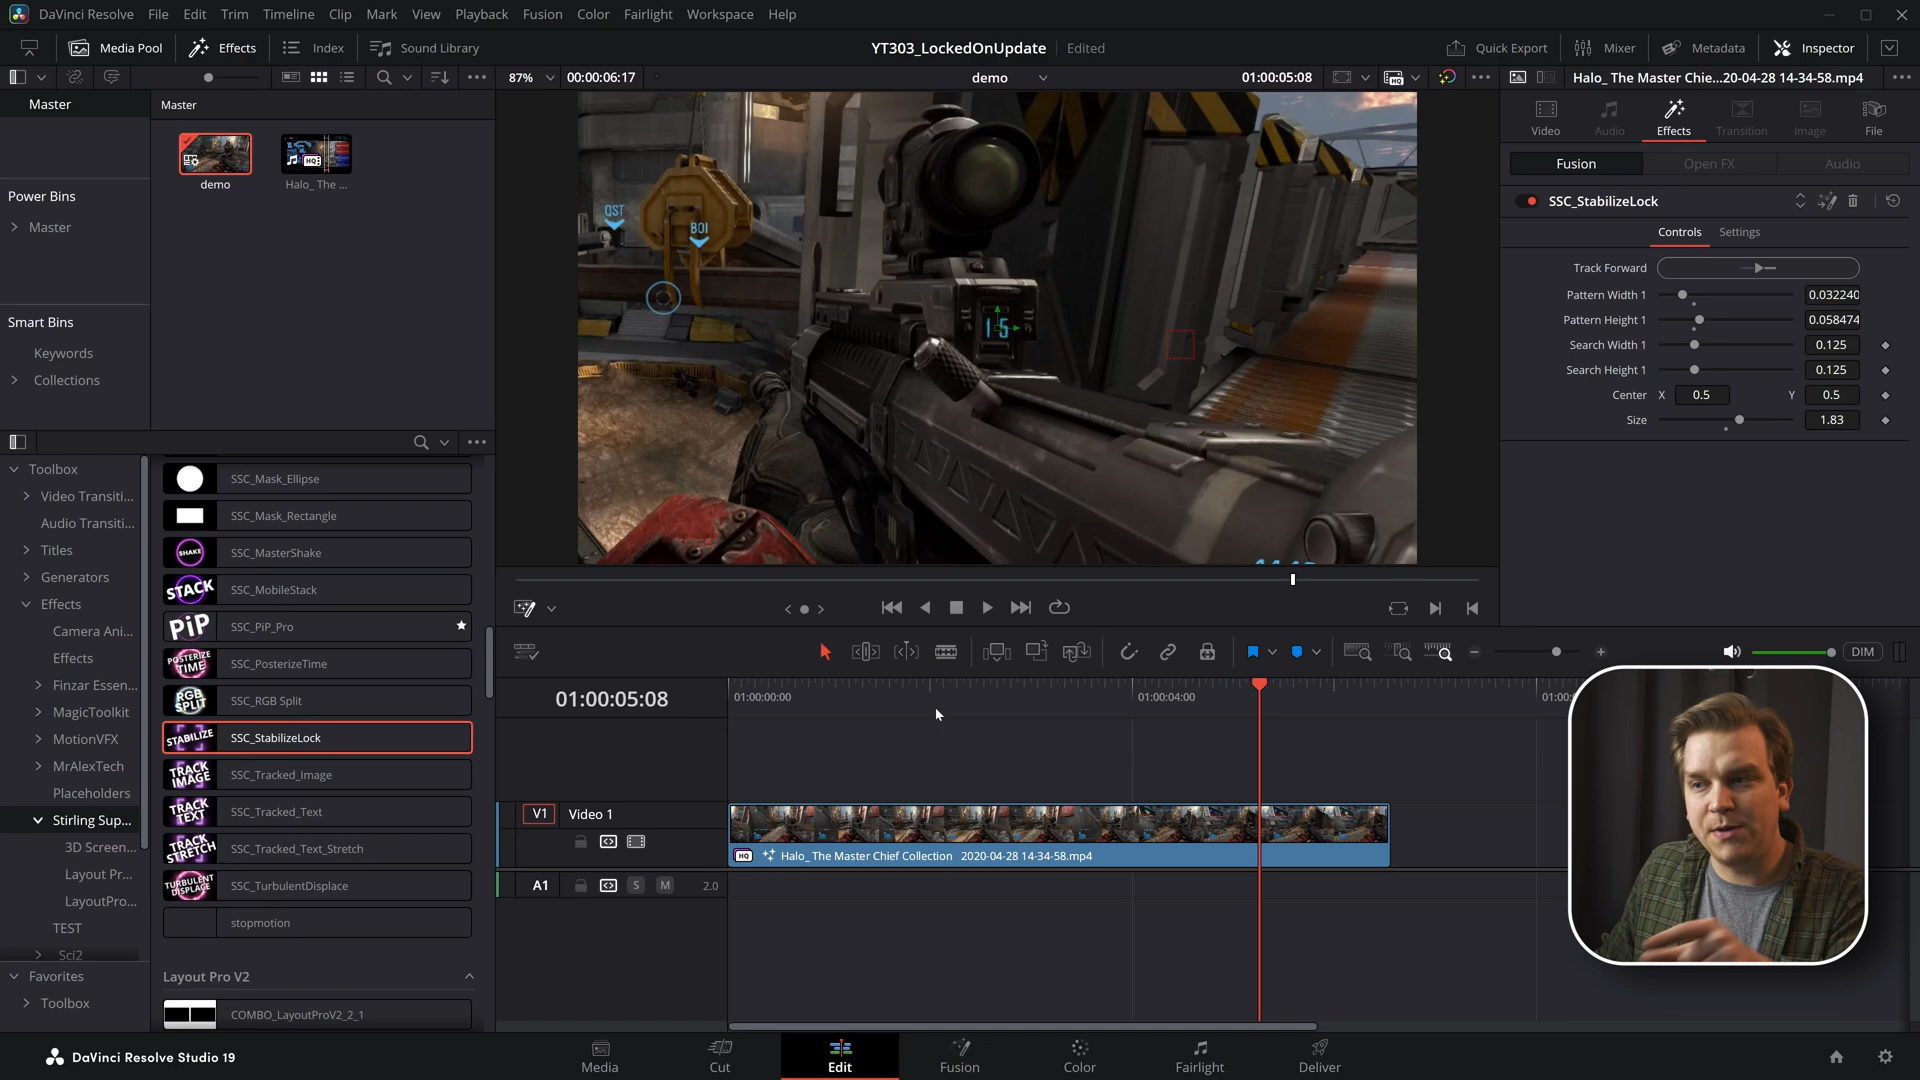 DaVinci Resolve File Edit Trim Timeline Clip Mark View Playback Fusion Color Fairlight Workspace Help
Media Pool Effects Index Sound Library YT303_LockedOnUpdate Edited Quick Export Mixer Metadata Inspector
87% 00:00:06:17 demo 01:00:05:08 Halo_ The Master Chie...20-04-28 14-34-58.mp4
Master
Master
demo
Halo_ The ...
Power Bins
Master
Smart Bins
Keywords
Collections
QST
BOI
15
Video Audio Effects Transition Image File
Fusion Open FX Audio
SSC_StabilizeLock
Controls Settings
Track Forward
Pattern Width 1 0.032240
Pattern Height 1 0.058474
Search Width 1 0.125
Search Height 1 0.125
Center X 0.5 Y 0.5
Size 1.83
Toolbox
Video Transiti...
Audio Transiti...
Titles
Generators
Effects
Camera Ani...
Effects
Finzar Essen...
MagicToolkit
MotionVFX
MrAlexTech
Placeholders
Stirling Sup...
3D Screen...
Layout Pr...
LayoutPro...
TEST
Sci2
Favorites
Toolbox
SSC_Mask_Ellipse
SSC_Mask_Rectangle
SHAKE SSC_MasterShake
STACK SSC_MobileStack
PiP SSC_PiP_Pro
POSTERIZE TIME SSC_PosterizeTime
RGB SPLIT SSC_RGB Split
STABILIZE SSC_StabilizeLock
TRACK IMAGE SSC_Tracked_Image
TRACK TEXT SSC_Tracked_Text
TRACK STRETCH SSC_Tracked_Text_Stretch
TURBULENT DISPLACE SSC_TurbulentDisplace
stopmotion
Layout Pro V2
COMBO_LayoutProV2_2_1
DIM
01:00:05:08 01:00:00:00 01:00:04:00
V1 Video 1
HQ Halo_ The Master Chief Collection 2020-04-28 14-34-58.mp4
A1 S M 2.0
DaVinci Resolve Studio 19
Media Cut Edit Fusion Color Fairlight Deliver